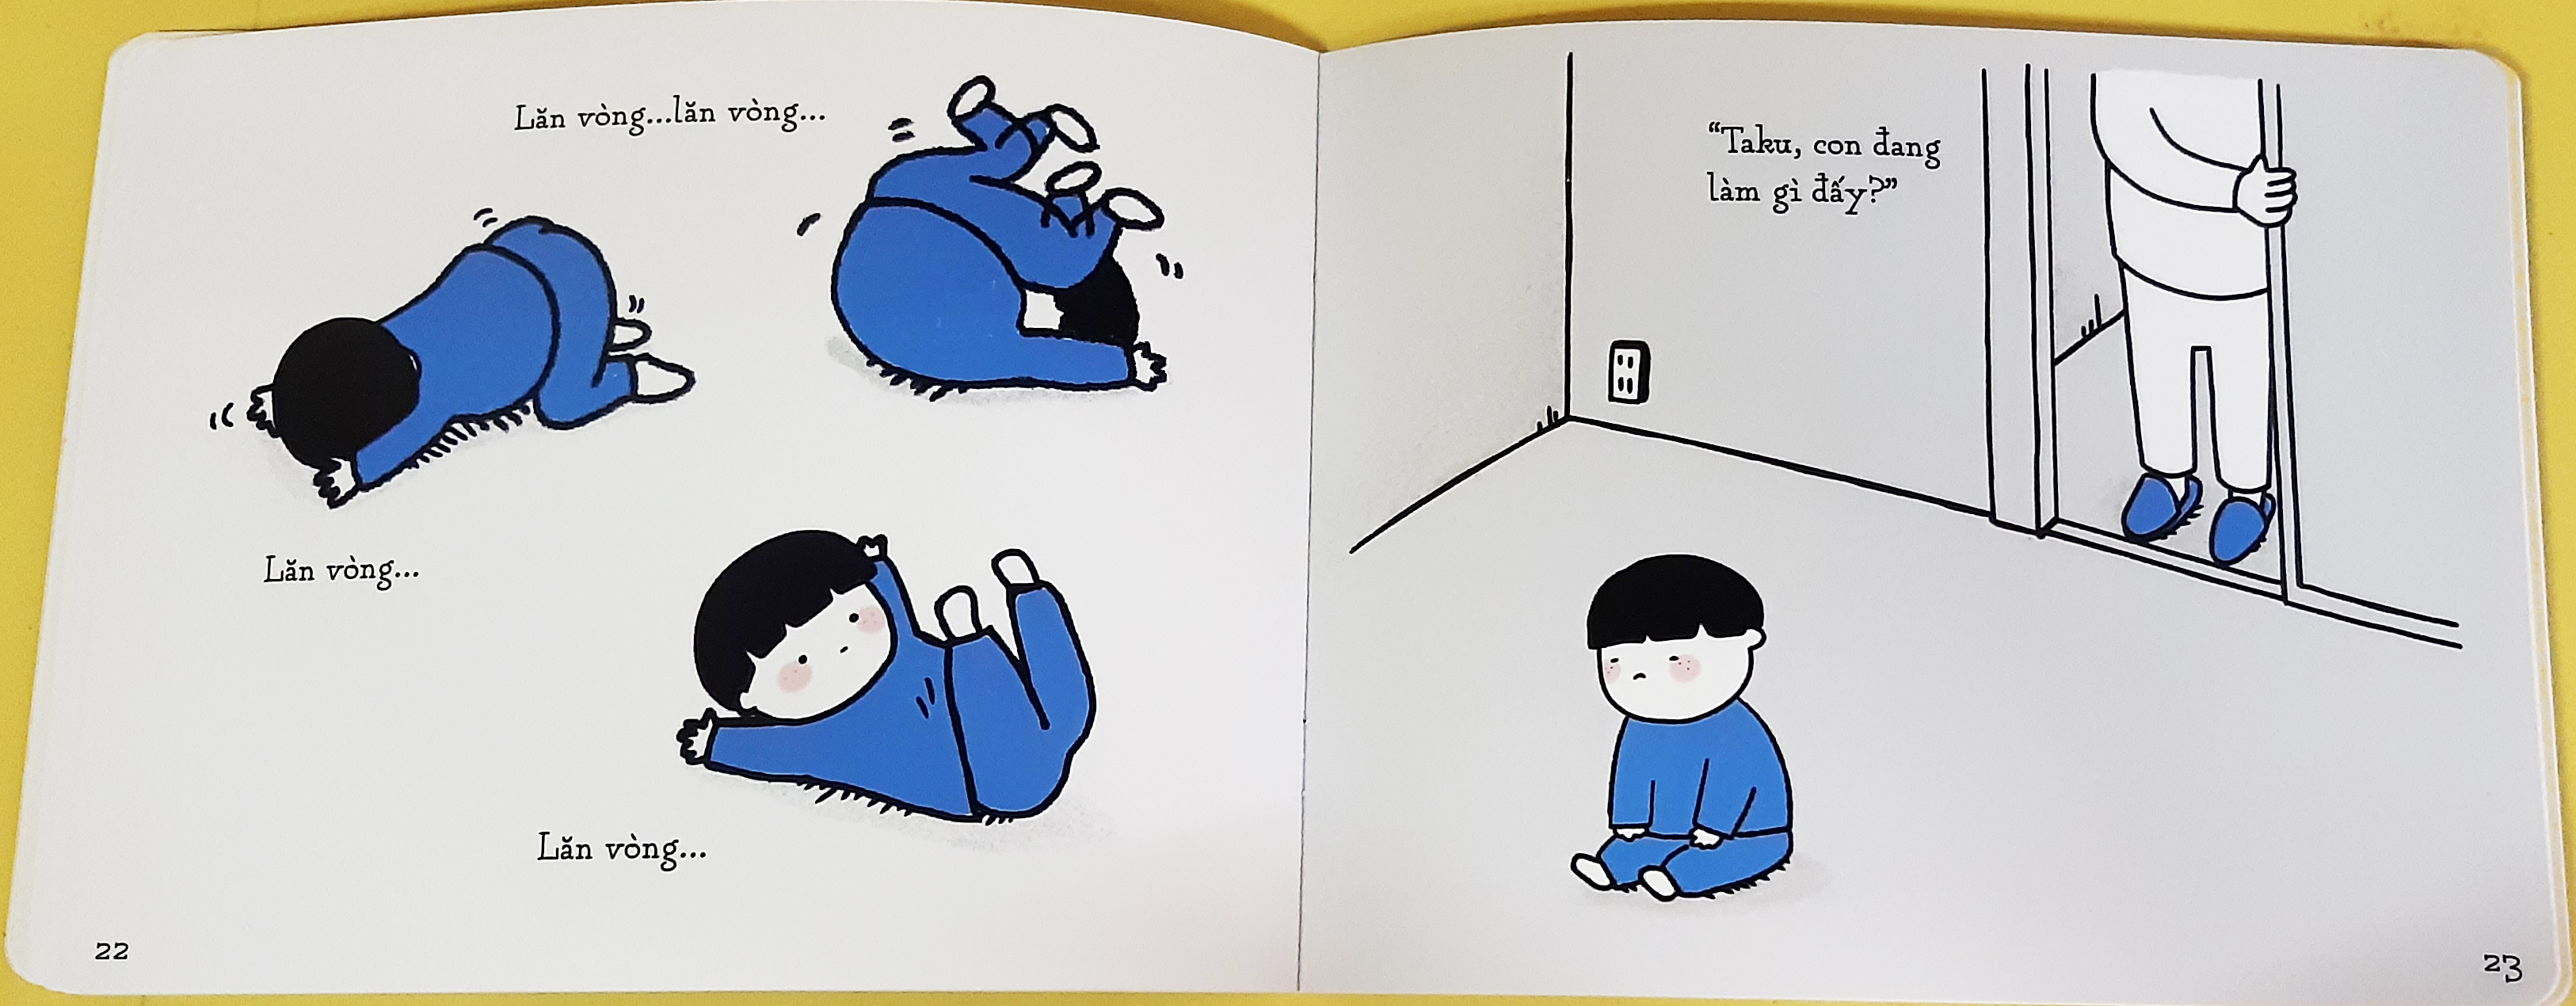 Lăn vòng...lăn vòng...
Lăn vòng...
Lăn vòng...
22
“Taku, con đang
làm gì đấy?”
23